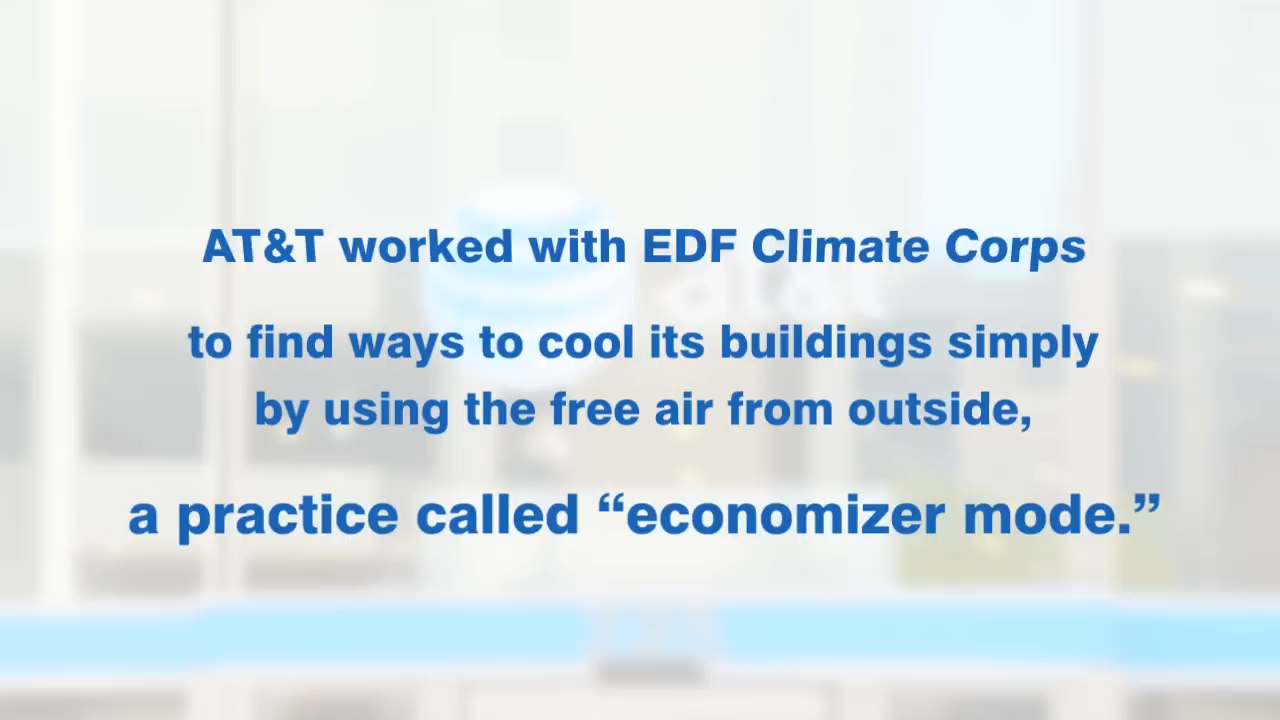 AT&T worked with EDF Climate Corps
to find ways to cool its buildings simply
by using the free air from outside,
a practice called “economizer mode.”
at&t